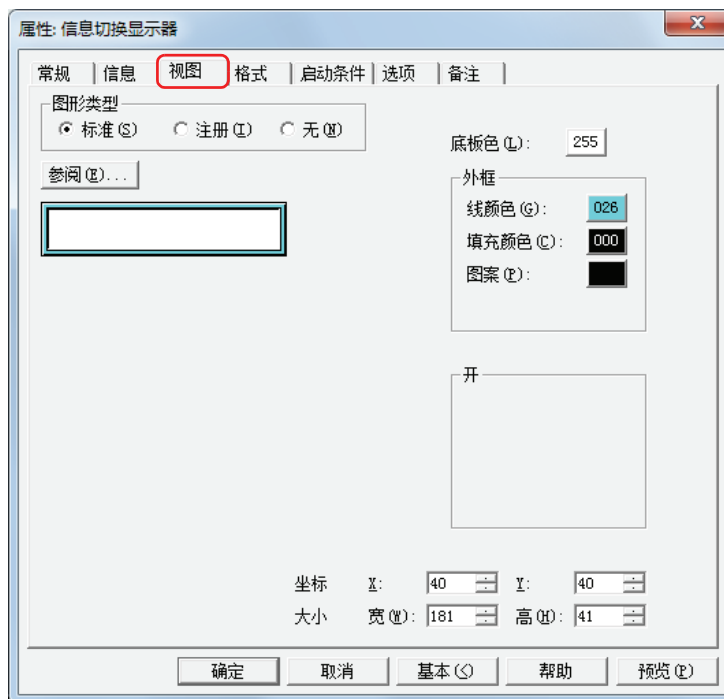 属性: 信息切换显示器
常规 信息 视图 格式 启动条件 选项 备注
图形类型
标准(S) 注册(I) 无(N)
参阅(E)...
底板色(L): 255
外框
线颜色(G): 026
填充颜色(C): 000
图案(P):
开
坐标 X: 40 Y: 40
大小 宽(W): 181 高(H): 41
确定 取消 基本(<) 帮助 预览(P)